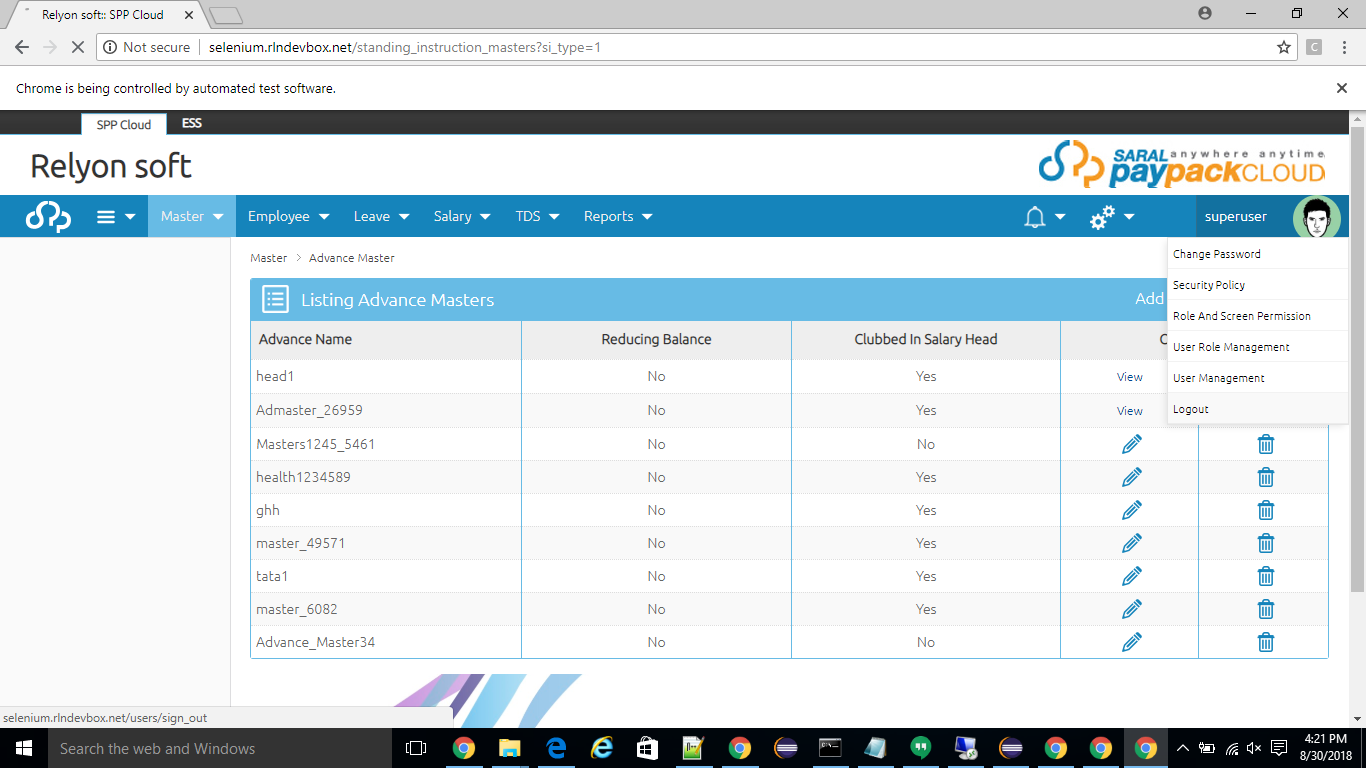 Relyon soft:: SPP Cloud
Not secure selenium.rlndevbox.net/standing_instruction_masters?si_type=1
C
Chrome is being controlled by automated test software.
SPP Cloud ESS
Relyon soft
SARAL anywhere anytime
paypackCLOUD
Master Employee Leave Salary TDS Reports superuser
Change Password
Security Policy
Role And Screen Permission
User Role Management
User Management
Logout
Master > Advance Master
Listing Advance Masters Add
Advance Name Reducing Balance Clubbed In Salary Head
head1 No Yes View
Admaster_26959 No Yes View
Masters1245_5461 No No
health1234589 No Yes
ghh No Yes
master_49571 No Yes
tata1 No Yes
master_6082 No Yes
Advance_Master34 No No
selenium.rlndevbox.net/users/sign_out
Search the web and Windows
4:21 PM
8/30/2018